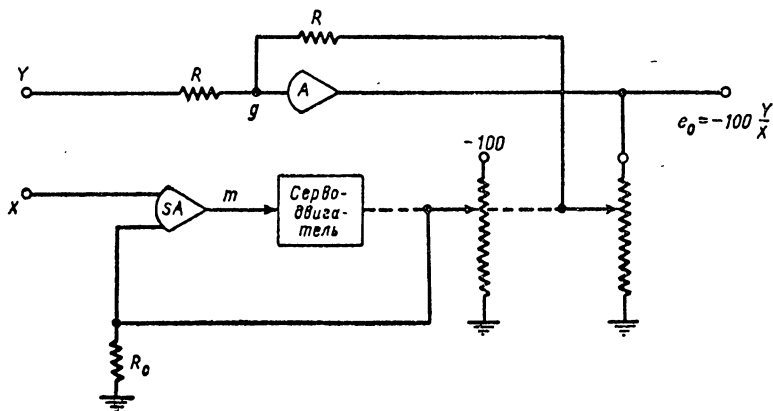 R
Y
R
A
g
e₀ = -100 Y/X
-100
X
SA
m
Серво-
двига-
тель
R₀